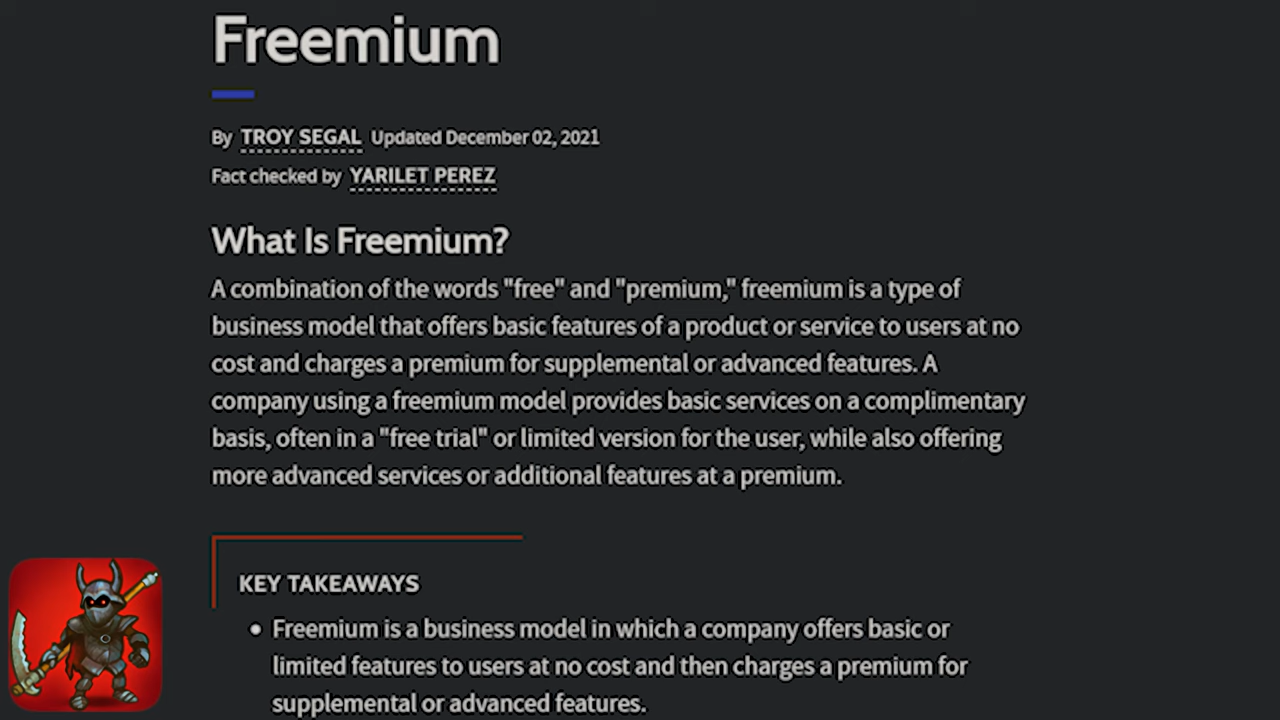 Freemium
By TROY SEGAL Updated December 02, 2021
Fact checked by YARILET PEREZ
What Is Freemium?
A combination of the words "free" and "premium," freemium is a type of
business model that offers basic features of a product or service to users at no
cost and charges a premium for supplemental or advanced features. A
company using a freemium model provides basic services on a complimentary
basis, often in a "free trial" or limited version for the user, while also offering
more advanced services or additional features at a premium.
KEY TAKEAWAYS
• Freemium is a business model in which a company offers basic or
limited features to users at no cost and then charges a premium for
supplemental or advanced features.